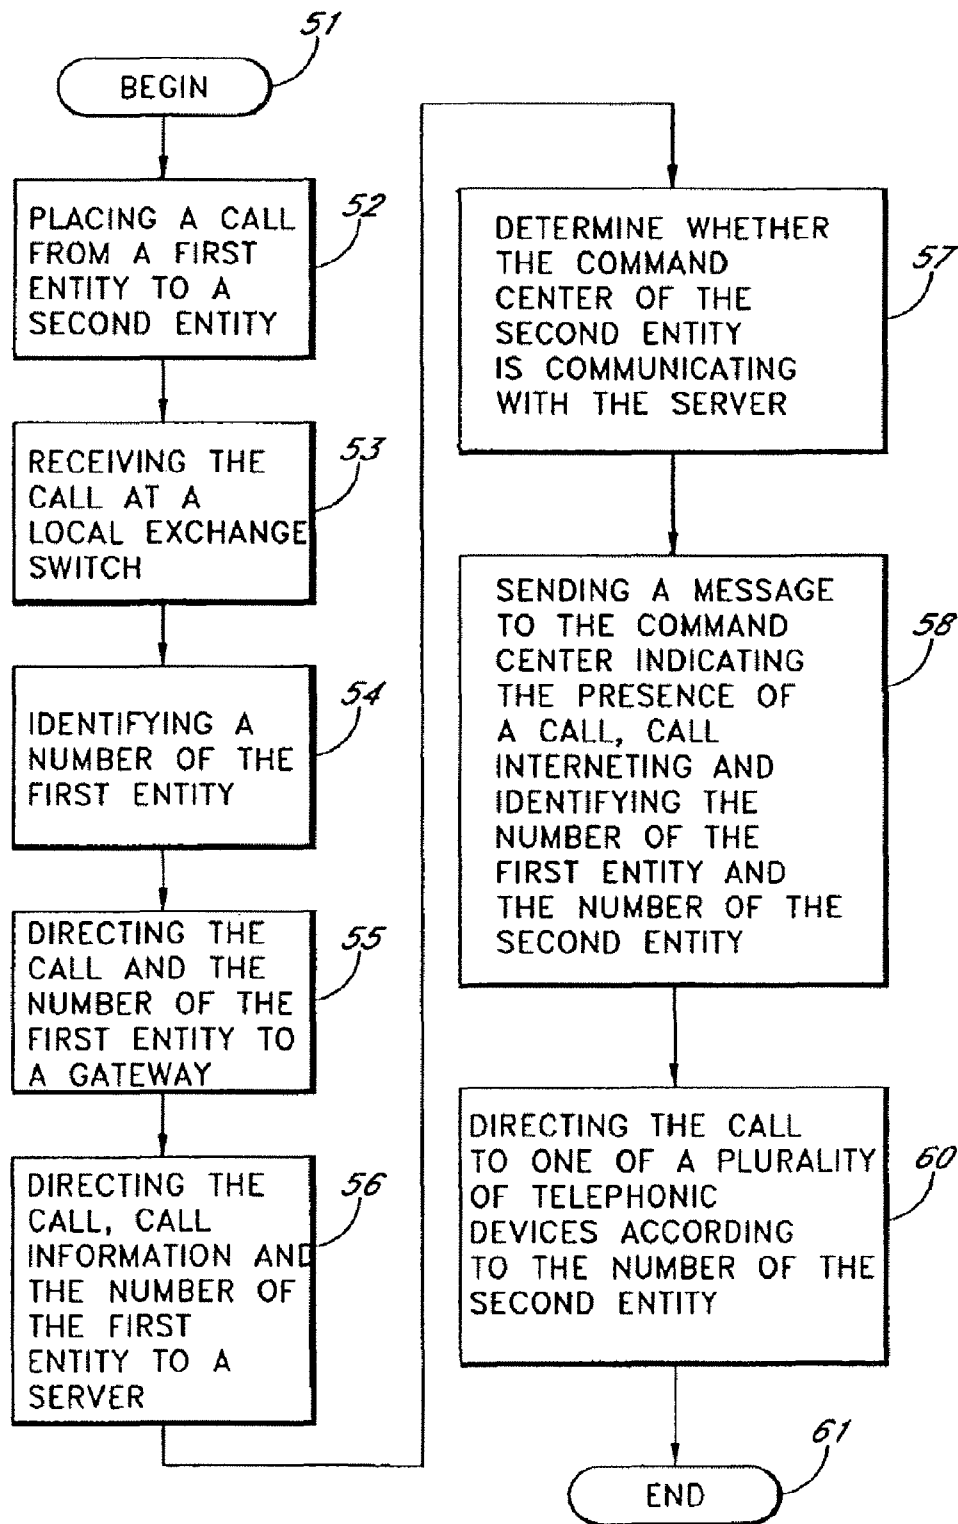 51
BEGIN
52
PLACING A CALL
FROM A FIRST
ENTITY TO A
SECOND ENTITY
53
RECEIVING THE
CALL AT A
LOCAL EXCHANGE
SWITCH
54
IDENTIFYING A
NUMBER OF THE
FIRST ENTITY
55
DIRECTING THE
CALL AND THE
NUMBER OF THE
FIRST ENTITY TO
A GATEWAY
56
DIRECTING THE
CALL, CALL
INFORMATION AND
THE NUMBER OF
THE FIRST
ENTITY TO A
SERVER
57
DETERMINE WHETHER
THE COMMAND
CENTER OF THE
SECOND ENTITY
IS COMMUNICATING
WITH THE SERVER
58
SENDING A MESSAGE
TO THE COMMAND
CENTER INDICATING
THE PRESENCE OF
A CALL, CALL
INTERNETING AND
IDENTIFYING THE
NUMBER OF THE
FIRST ENTITY AND
THE NUMBER OF THE
SECOND ENTITY
60
DIRECTING THE CALL
TO ONE OF A PLURALITY
OF TELEPHONIC
DEVICES ACCORDING
TO THE NUMBER OF THE
SECOND ENTITY
61
END